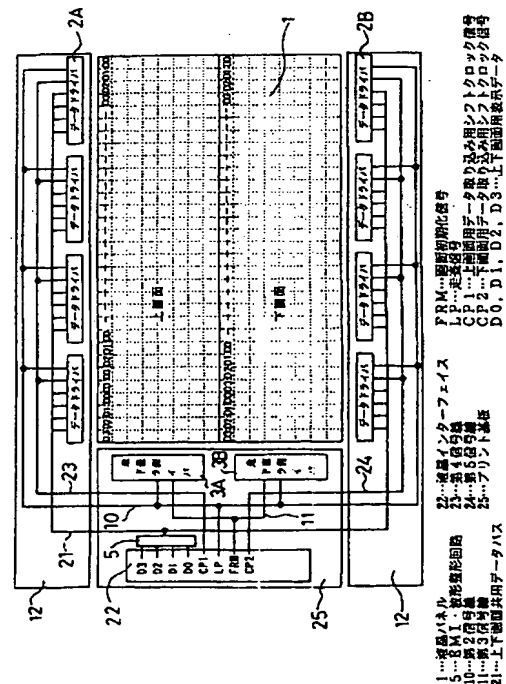 2A
データドライバ
データドライバ
データドライバ
データドライバ
1
上画面
下画面
2B
データドライバ
データドライバ
データドライバ
データドライバ
12
12
23
24
10
11
21
5
3A
3B
22
25
D3
D2
D1
D0
CP1
LP
FRM
CP2
1…液晶パネル
5…EMI・波形整形回路
10…第2信号線
11…第3信号線
21…上下画面共用データバス
22…液晶インターフェイス
23…第4信号線
24…第5信号線
25…プリント基板
FRM…画面初期化信号
LP…走査信号
CP1…上画面用データ取り込み用シフトクロック信号
CP2…下画面用データ取り込み用シフトクロック信号
D0, D1, D2, D3…上下画面用表示データ